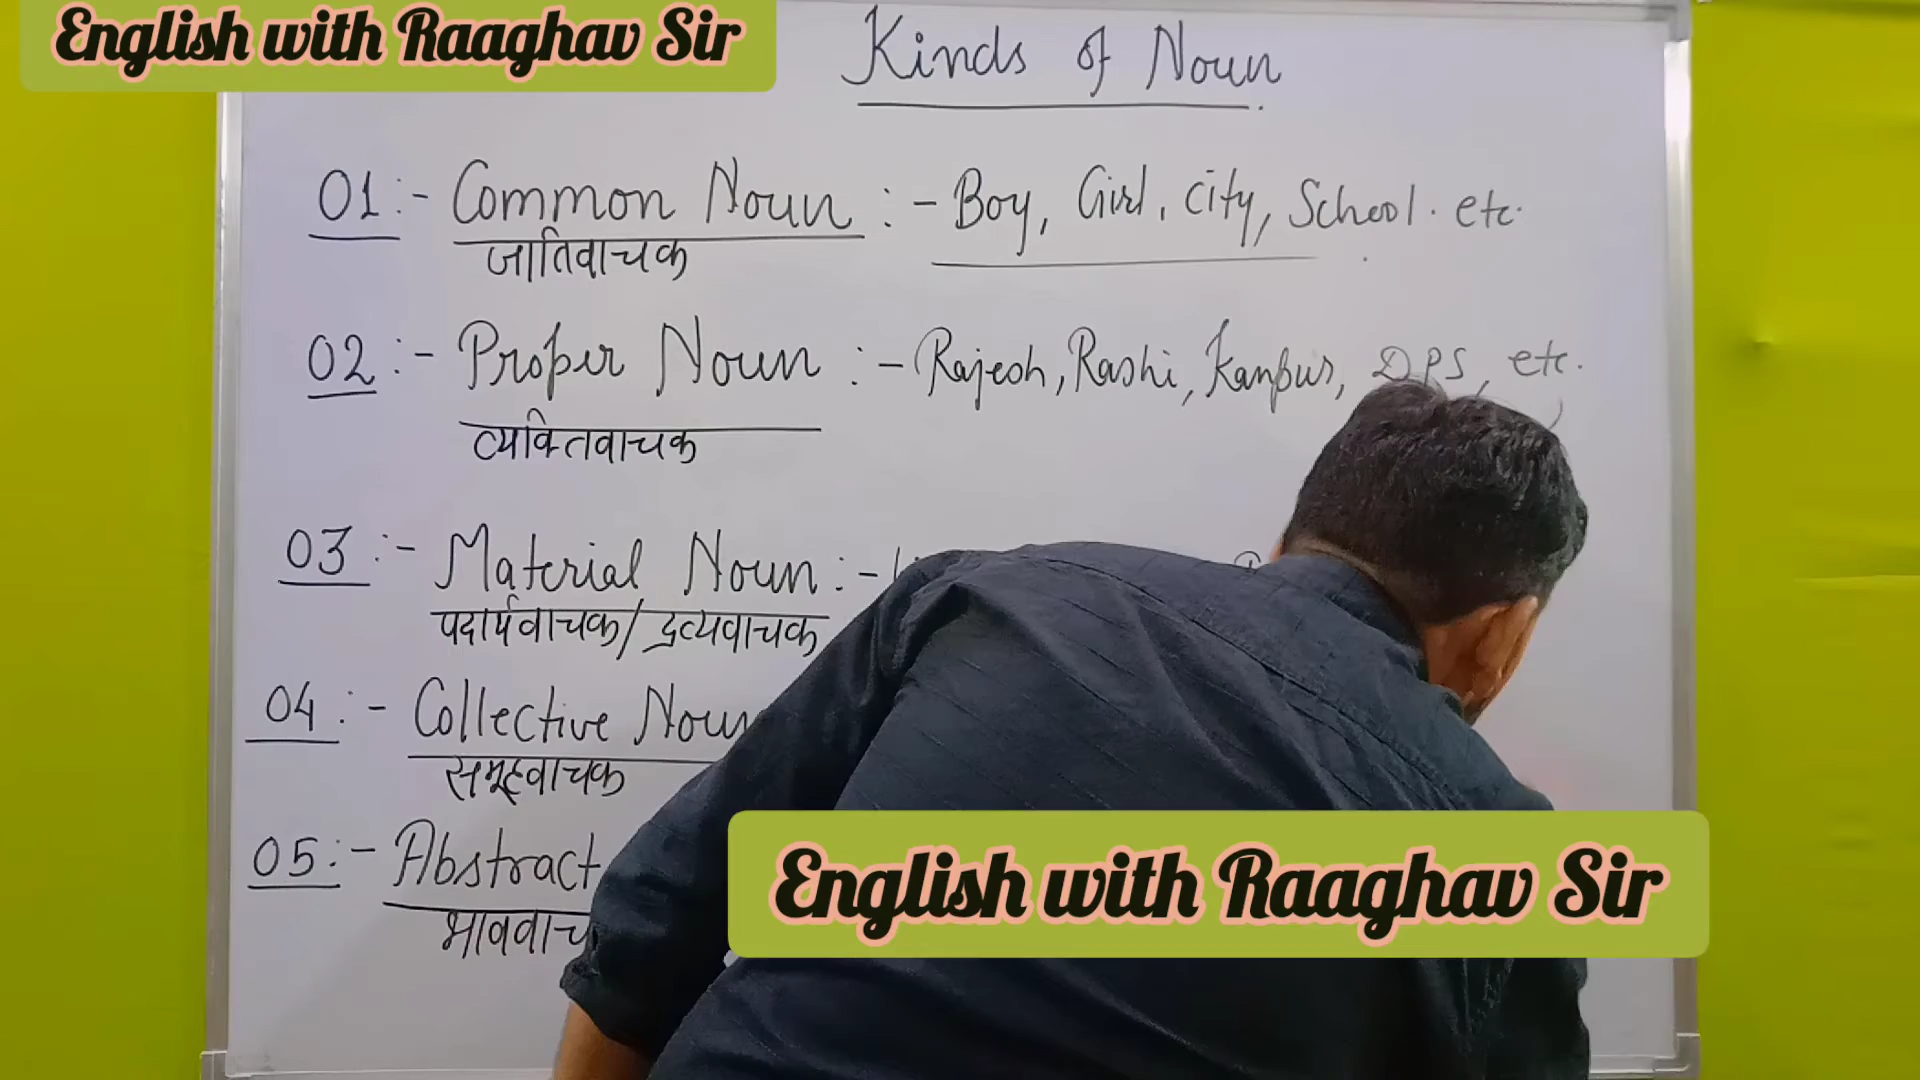 English with Raaghav Sir
Kinds of Noun
01:- Common Noun :- Boy, Girl, City, School. etc.
जातिवाचक
02:- Proper Noun :- Rajesh, Rashi, Kanpur, DPS, etc.
व्यक्तिवाचक
03:- Material Noun :-
पदार्थवाचक/द्रव्यवाचक
04:- Collective Noun
समूहवाचक
05:- Abstract
भाववाच
English with Raaghav Sir